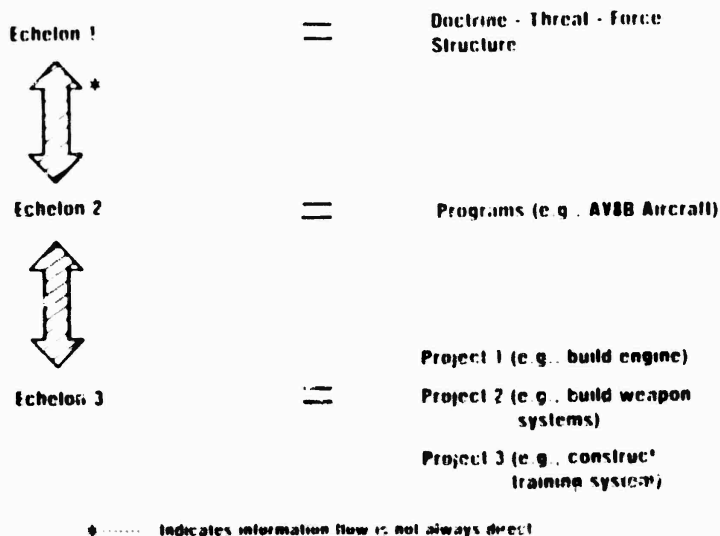 Echelon 1
=
Doctrine - Threat - Force
Structure
*
Echelon 2
=
Programs (e.g., AV8B Aircraft)
Project 1 (e.g., build engine)
Echelon 3
=
Project 2 (e.g., build weapon
systems)
Project 3 (e.g., construct
training system)
* ...... Indicates information flow is not always direct